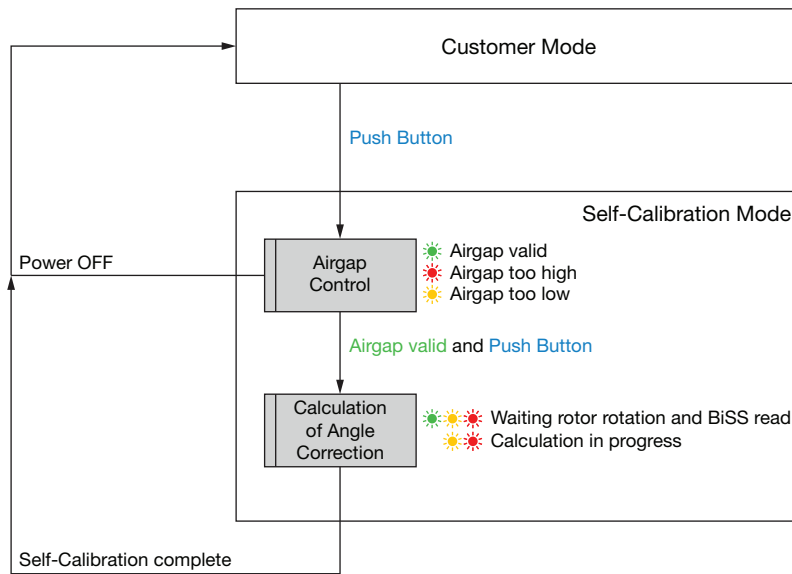 Customer Mode
Push Button
Self-Calibration Mode
Power OFF
Airgap
Control
Airgap valid
Airgap too high
Airgap too low
Airgap valid and Push Button
Calculation
of Angle
Correction
Waiting rotor rotation and BiSS read
Calculation in progress
Self-Calibration complete